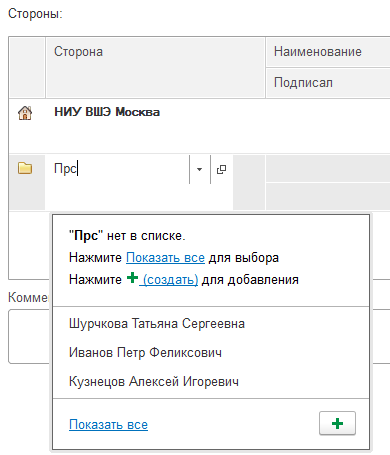 Стороны:
Сторона
Наименование
Подписал
НИУ ВШЭ Москва
Прс
"Прс" нет в списке.
Нажмите Показать все для выбора
Нажмите (создать) для добавления
Комме
Шурчкова Татьяна Сергеевна
Иванов Петр Феликсович
Кузнецов Алексей Игоревич
Показать все